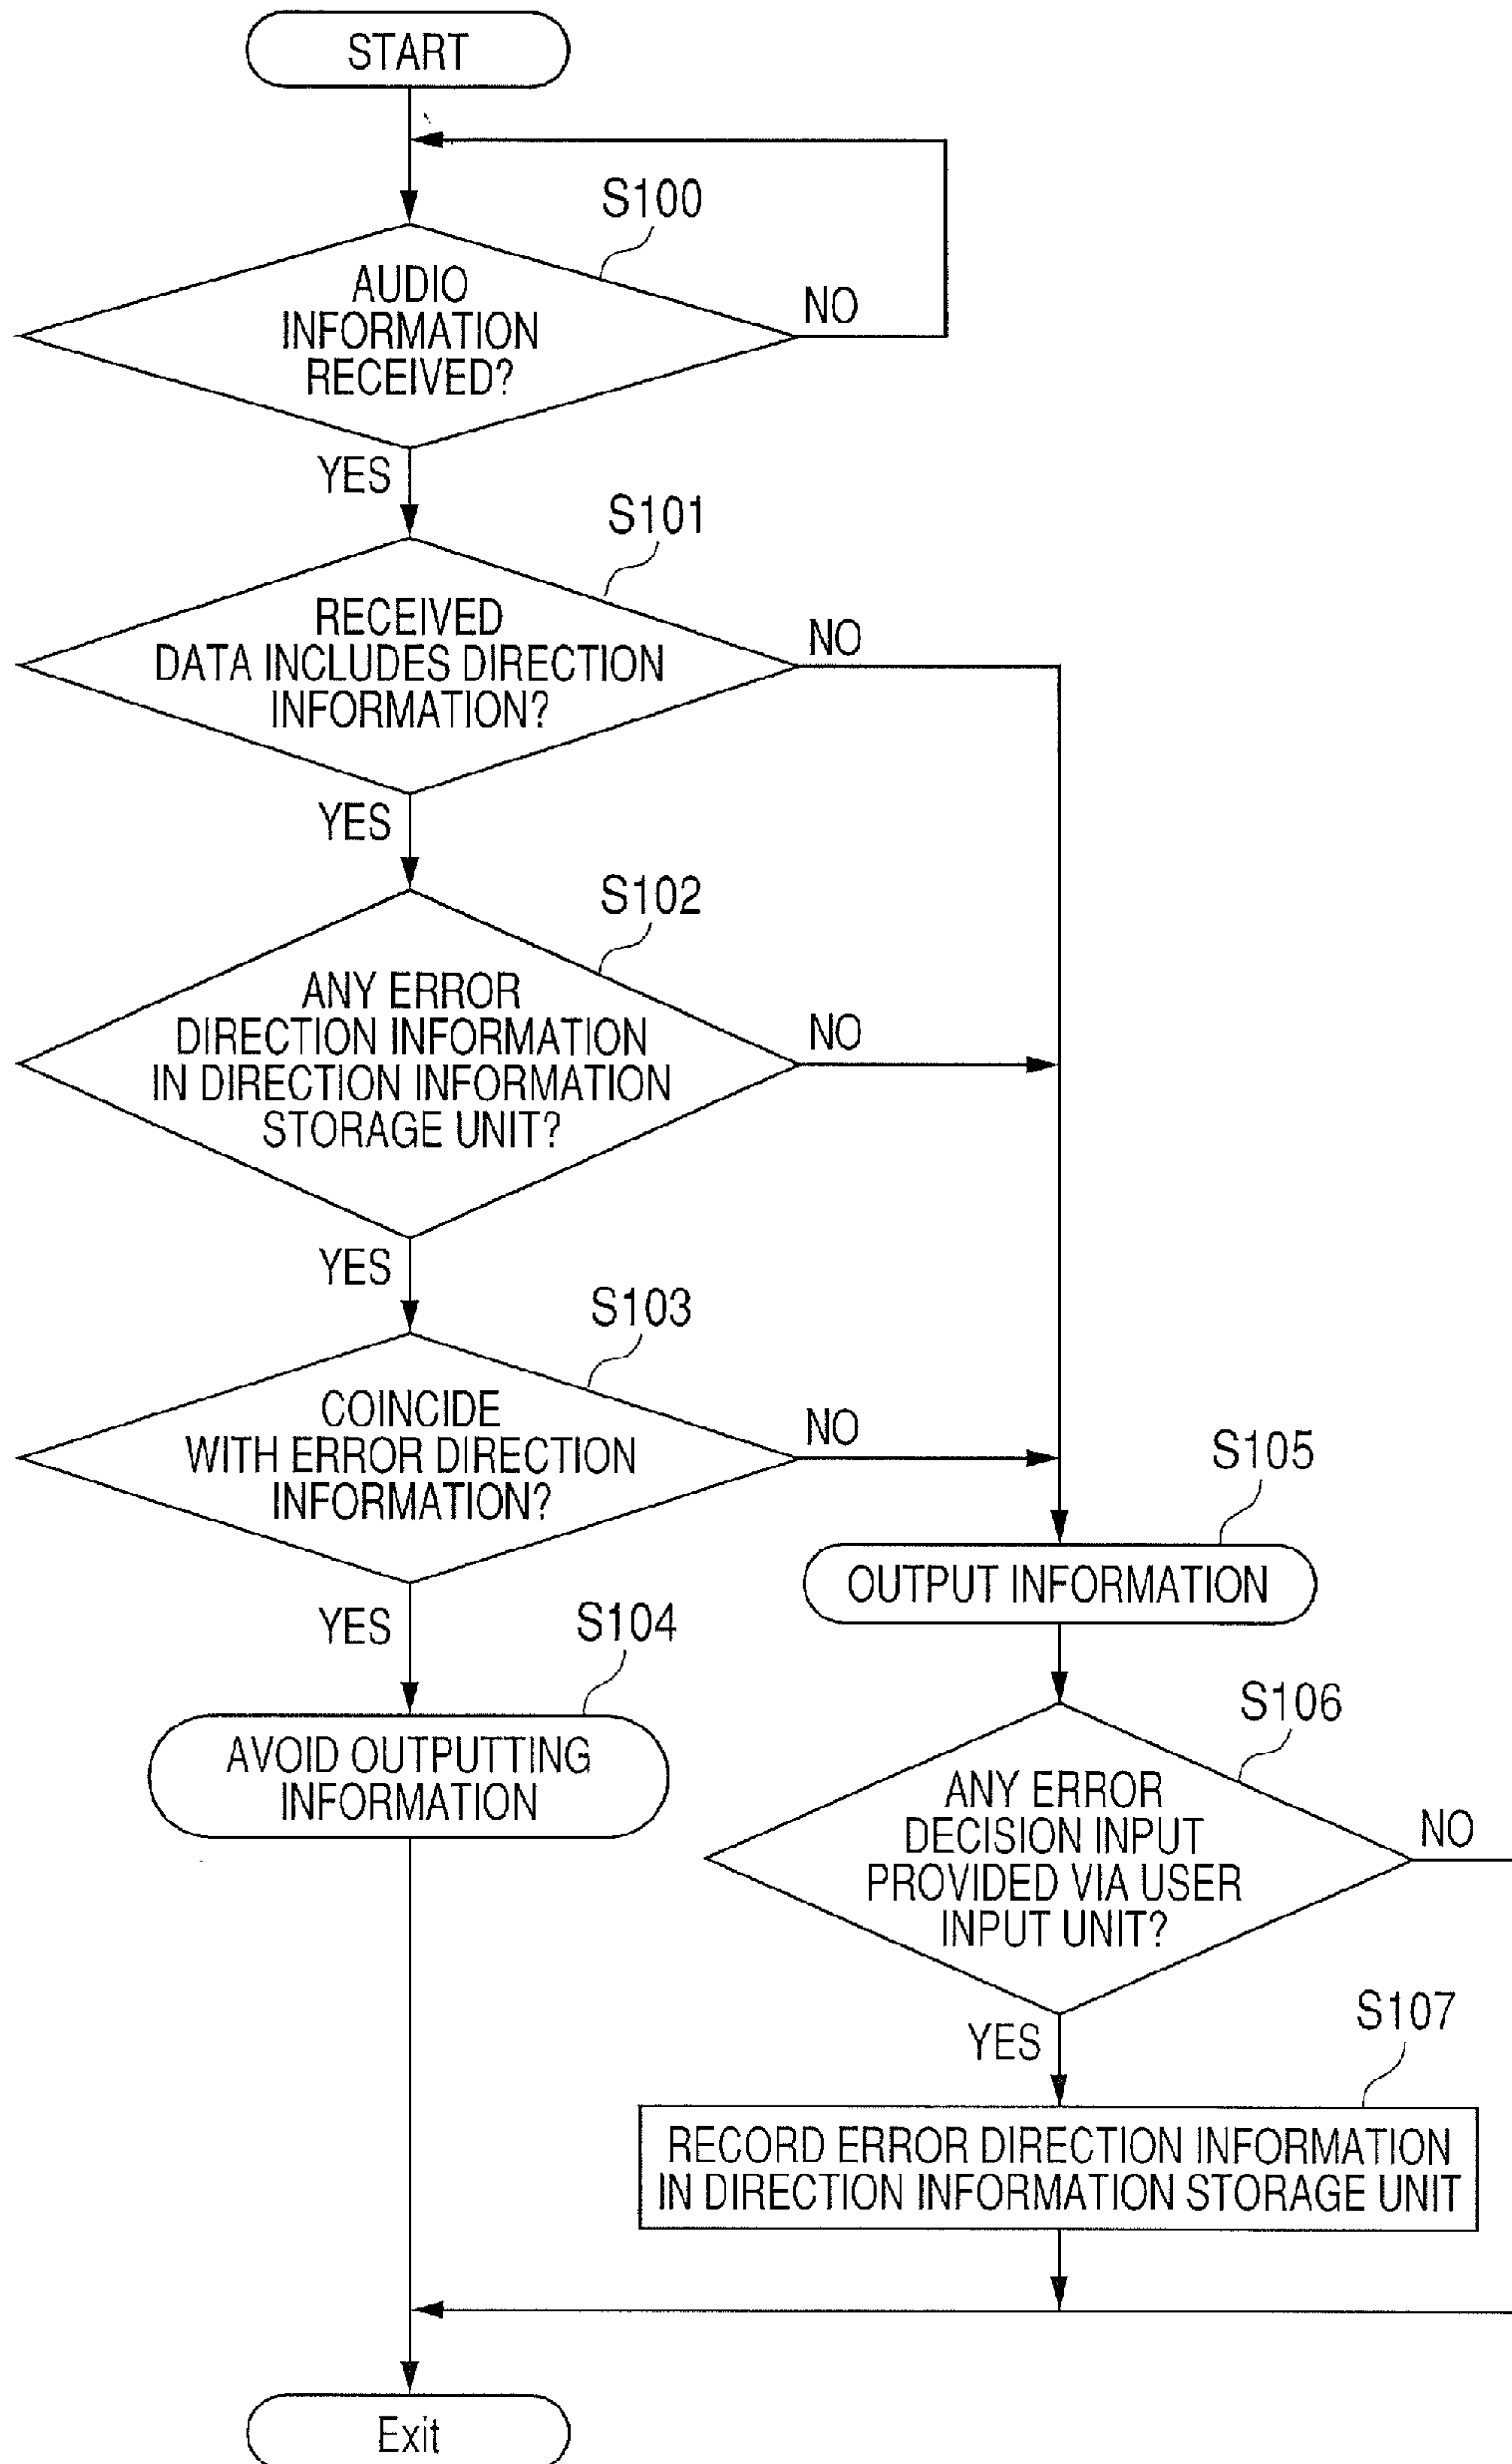 START
S100
AUDIO
INFORMATION
RECEIVED?
NO
YES
S101
RECEIVED
DATA INCLUDES DIRECTION
INFORMATION?
NO
YES
S102
ANY ERROR
DIRECTION INFORMATION
IN DIRECTION INFORMATION
STORAGE UNIT?
NO
YES
S103
COINCIDE
WITH ERROR DIRECTION
INFORMATION?
NO
YES
S104
AVOID OUTPUTTING
INFORMATION
S105
OUTPUT INFORMATION
S106
ANY ERROR
DECISION INPUT
PROVIDED VIA USER
INPUT UNIT?
NO
YES
S107
RECORD ERROR DIRECTION INFORMATION
IN DIRECTION INFORMATION STORAGE UNIT
Exit